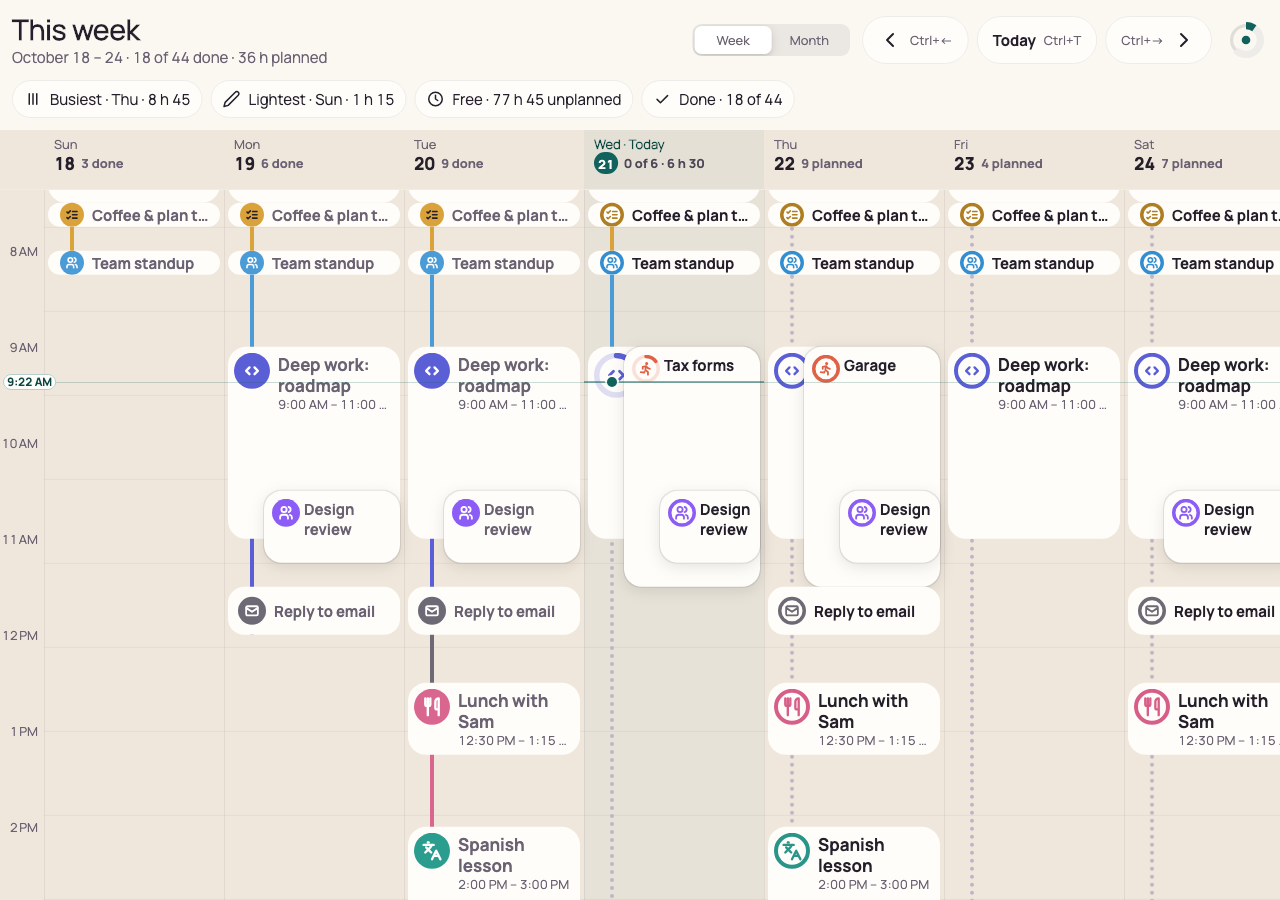 This week
October 18 – 24 · 18 of 44 done · 36 h planned
Week
Month
Ctrl+←
Today Ctrl+T
Ctrl+→
Busiest · Thu · 8 h 45
Lightest · Sun · 1 h 15
Free · 77 h 45 unplanned
Done · 18 of 44
Sun
18 3 done
Mon
19 6 done
Tue
20 9 done
Wed · Today
21 0 of 6 · 6 h 30
Thu
22 9 planned
Fri
23 4 planned
Sat
24 7 planned
Coffee & plan t…
Coffee & plan t…
Coffee & plan t…
Coffee & plan t…
Coffee & plan t…
Coffee & plan t…
Coffee & plan t
8 AM
Team standup
Team standup
Team standup
Team standup
Team standup
Team standup
Team standup
9 AM
Deep work:
roadmap
9:00 AM – 11:00 …
Deep work:
roadmap
9:00 AM – 11:00 …
Tax forms
Garage
Deep work:
roadmap
9:00 AM – 11:00 …
Deep work:
roadmap
9:00 AM – 11:00
9:22 AM
10 AM
Design
review
Design
review
Design
review
Design
review
Design
review
11 AM
Reply to email
Reply to email
Reply to email
Reply to email
12 PM
Lunch with
Sam
12:30 PM – 1:15 …
Lunch with
Sam
12:30 PM – 1:15 …
Lunch with
Sam
12:30 PM – 1:15
1 PM
2 PM
Spanish
lesson
2:00 PM – 3:00 PM
Spanish
lesson
2:00 PM – 3:00 PM